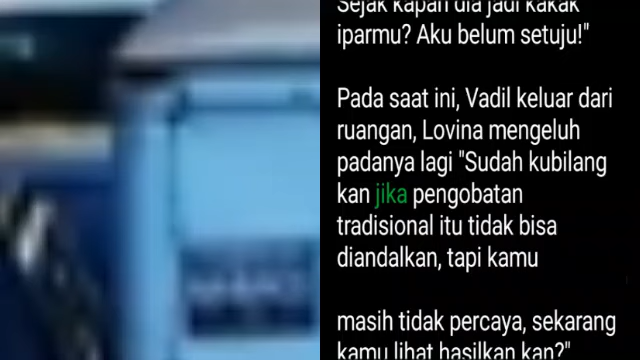 Sejak kapan dia jadi kakak
iparmu? Aku belum setuju!"
Pada saat ini, Vadil keluar dari
ruangan, Lovina mengeluh
padanya lagi "Sudah kubilang
kan jika pengobatan
tradisional itu tidak bisa
diandalkan, tapi kamu
masih tidak percaya, sekarang
kamu lihat hasilkan kan?"